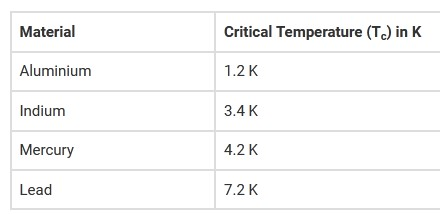 Material Critical Temperature (Tc) in K
Aluminium 1.2 K
Indium 3.4 K
Mercury 4.2 K
Lead 7.2 K